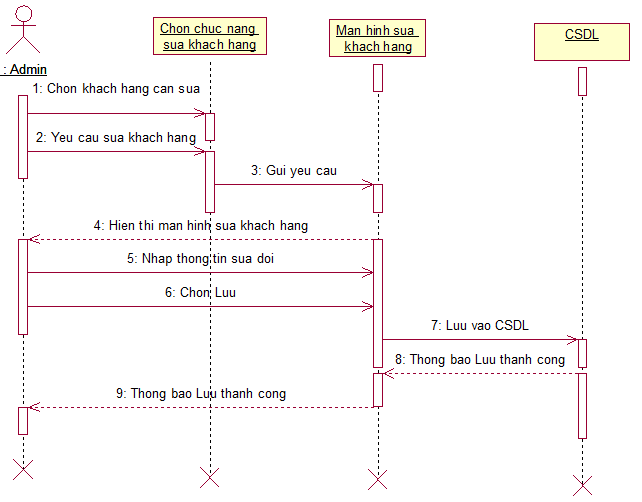 Chon chuc nang
sua khach hang
Man hinh sua
khach hang
CSDL
: Admin
1: Chon khach hang can sua
2: Yeu cau sua khach hang
3: Gui yeu cau
4: Hien thi man hinh sua khach hang
5: Nhap thong tin sua doi
6: Chon Luu
7: Luu vao CSDL
8: Thong bao Luu thanh cong
9: Thong bao Luu thanh cong